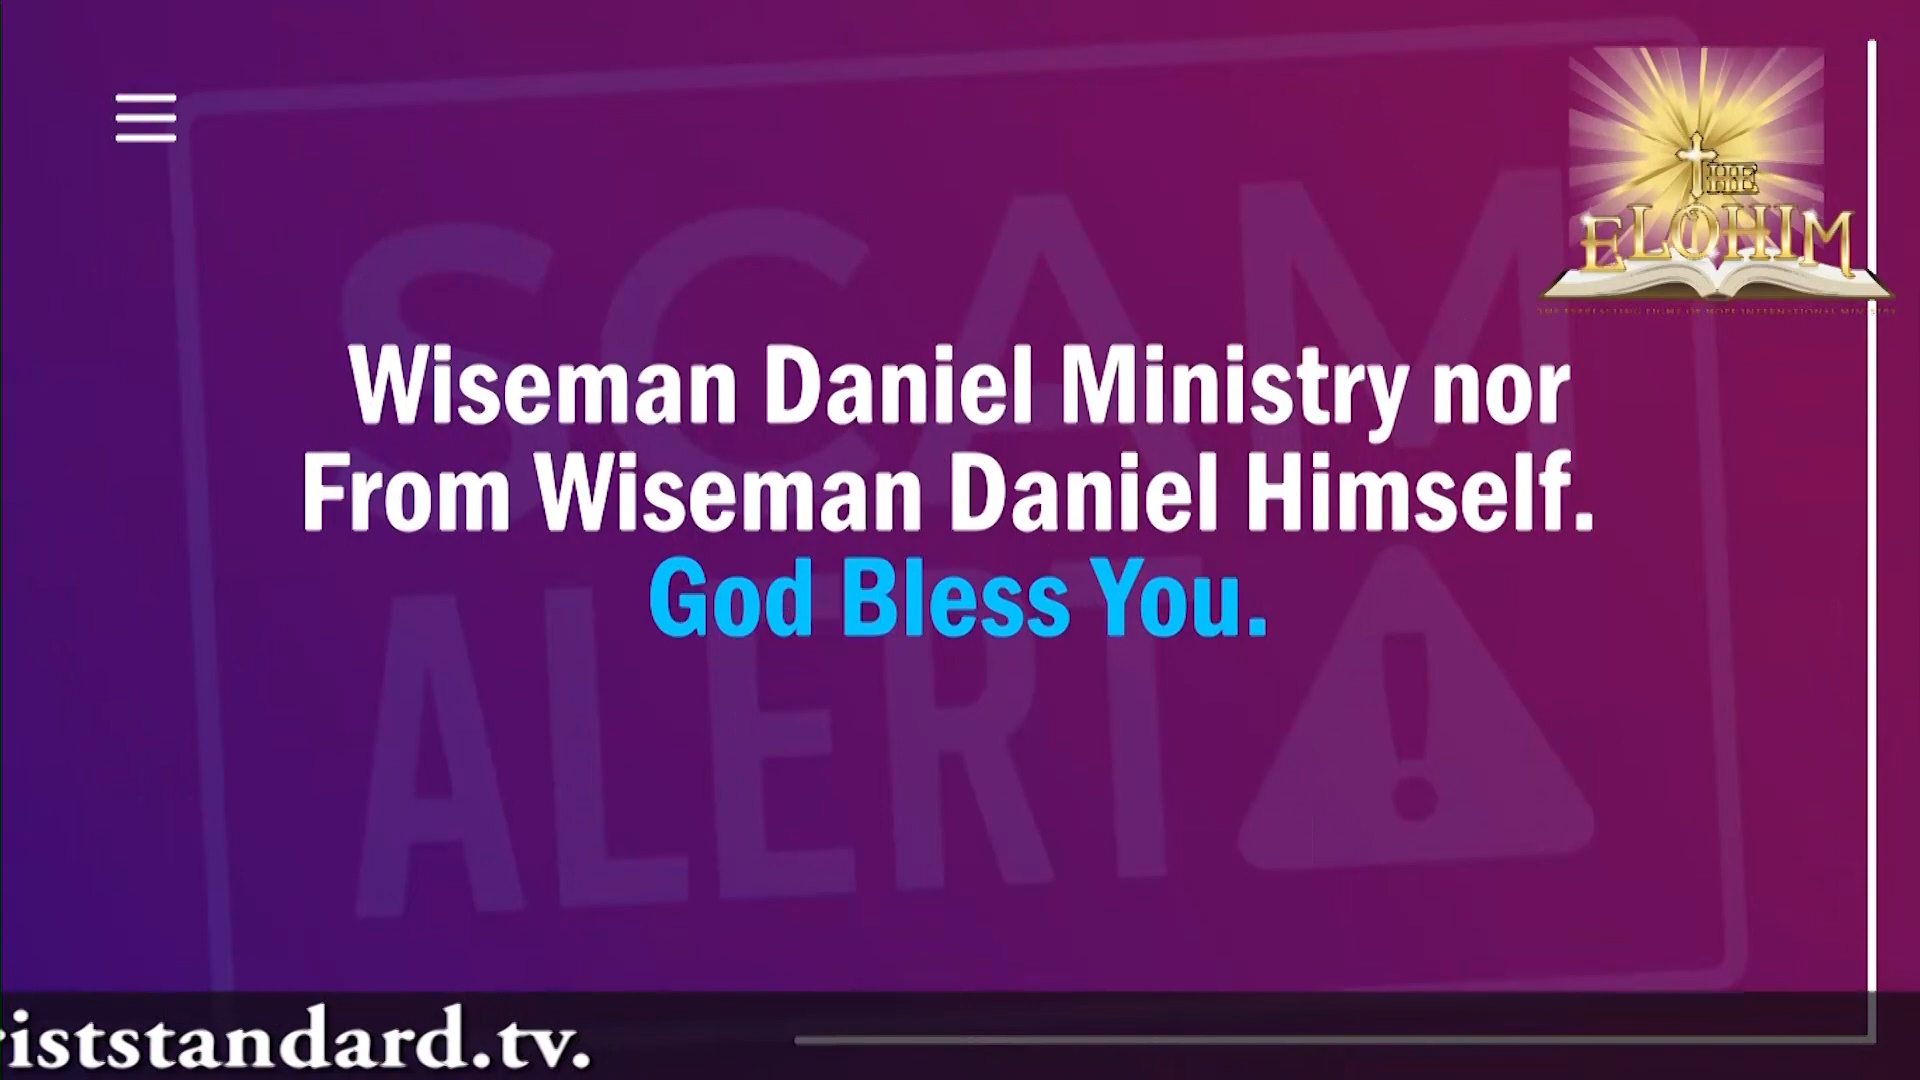 THE
ELOHIM
SCAM
Wiseman Daniel Ministry nor
From Wiseman Daniel Himself.
God Bless You.
ALERT
riststandard.tv.